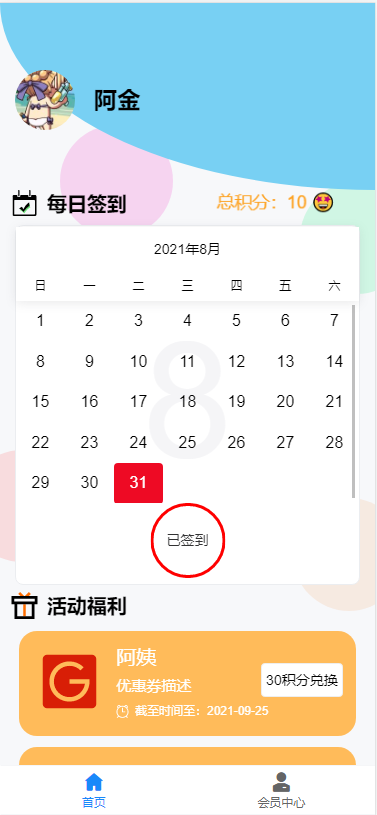 阿金
每日签到 总积分：10
2021年8月
日 一 二 三 四 五 六
8
1 2 3 4 5 6 7
8 9 10 11 12 13 14
15 16 17 18 19 20 21
22 23 24 25 26 27 28
29 30 31
已签到
活动福利
G
阿姨
优惠券描述
30积分兑换
截至时间至：2021-09-25
首页 会员中心